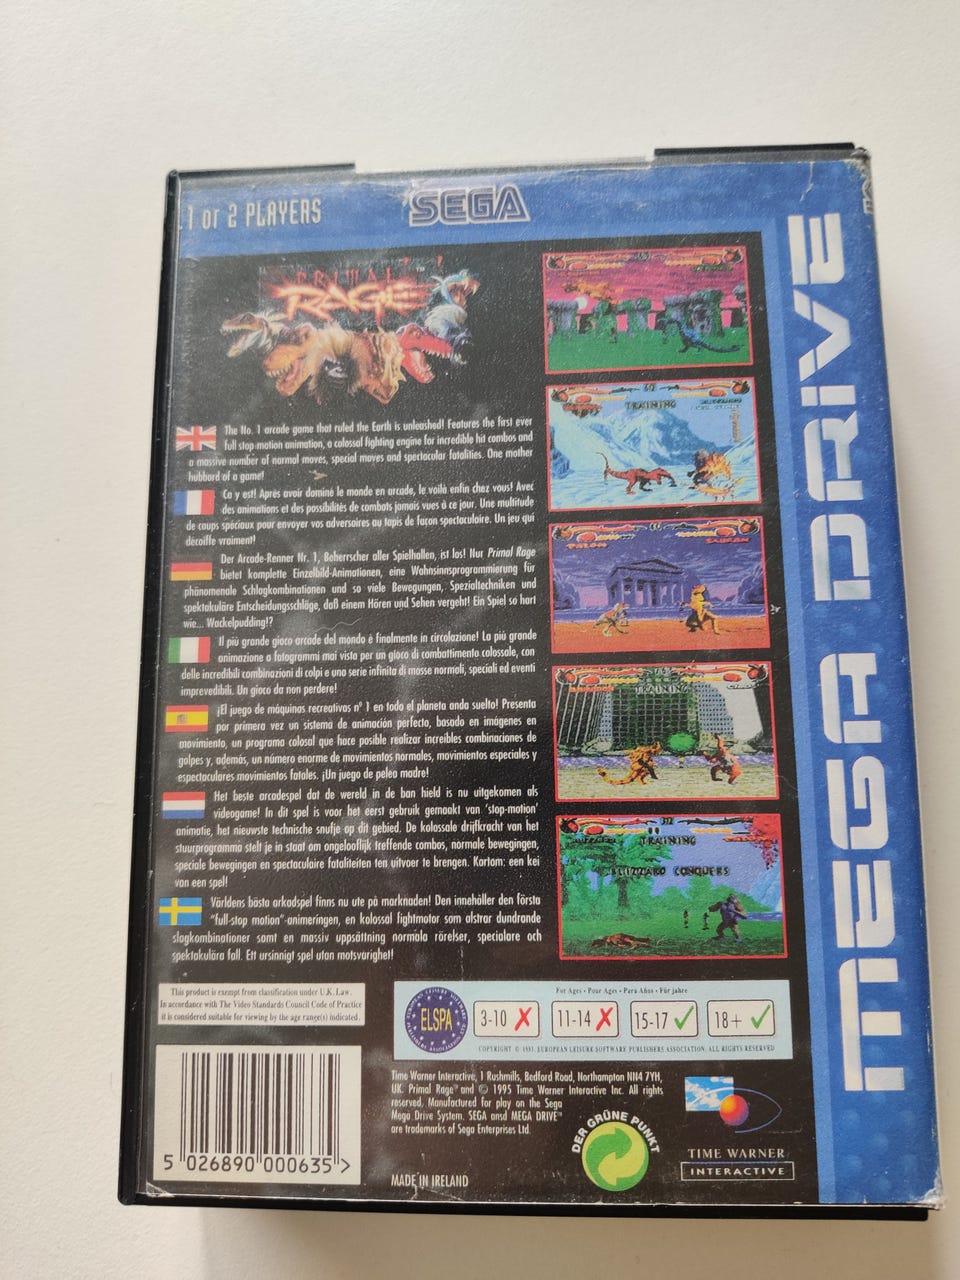 1 or 2 PLAYERS
SEGA
PRIMAL
RAGE™
The No. 1 arcade game that ruled the Earth is unleashed! Features the first ever
full stop motion animation, a colossal fighting engine for incredible hit combos and
a massive number of normal moves, special moves and spectacular fatalities. One mother
hubbard of a game!
Ca y est! Après avoir dominé le monde en arcade, le voilà enfin chez vous! Avec
des animations et des possibilités de combats jamais vues à ce jour. Une multitude
de coups spéciaux pour envoyer vos adversaires au tapis de facon spectaculaire. Un jeu qui
décoiffe vraiment!
Der Arcade-Renner Nr. 1, Beherrscher aller Spielhallen, ist los! Nur Primal Rage
bietet komplette Einzelbild-Animationen, eine Wahnsinnsprogrammierung für
phänomenale Schlagkombinationen und so viele Bewegungen, Spezialtechniken und
spektakuläre Entscheidungsschläge, daß einem Hören und Sehen vergeht! Ein Spiel so hart
wie... Wackelpudding!?
Il più grande gioco arcade del mondo è finalmente in circolazione! La più grande
animazione a fatogrammi mai vista per un gioco di combattimento colossale, con
delle incredibili combinazioni di colpi e una serie infinita di mosse normali, speciali ed eventi
imprevedibili. Un gioco da non perdere!
¡El juego de máquinas recreativas nº 1 en todo el planeta anda suelto! Presenta
por primera vez un sistema de animación perfecto, basado en imágenes en
movimiento, un programa colosal que hace posible realizar increíbles combinaciones de
golpes y, además, un número enorme de movimientos normales, movimientos especiales y
espectaculares movimientos fatales. ¡Un juego de pelea madre!
Het beste arcadespel dat de wereld in de ban hield is nu uitgekomen als
videogame! In dit spel is voor het eerst gebruik gemaakt van 'stop-motion'
animatie, het nieuwste technische snufje op dit gebied. De kolossale drijfkracht van het
stuurprogramma stelt je in staat om ongelooflijk treffende combos, normale bewegingen,
speciale bewegingen en spectaculaire fataliteiten ten uitvoer te brengen. Kortom: een kei
van een spel!
Världens bästa arkadspel finns nu ute på marknaden! Den innehåller den första
"full-stop motion" animeringen, en kolossal fightmotor som alstrar dundrande
slagkombinationer samt en massiv uppsättning normala rörelser, specialare och
spektakulära fall. Ett ursinnigt spel utan motsvarighet!
TRAINING
TALON
SAURAN
TRAINING
TRAINING
BLIZZARD CONQUERS
MEGA DRIVE
This product is exempt from classification under U.K. Law.
In accordance with The Video Standards Council Code of Practice
it is considered suitable for viewing by the age range(s) indicated.
ELSPA
For Ages • Pour Ages • Para Años • Für jahre
3-10 ✗ 11-14 ✗ 15-17 ✓ 18+ ✓
COPYRIGHT © 1993. EUROPEAN LEISURE SOFTWARE PUBLISHERS ASSOCIATION. ALL RIGHTS RESERVED
5 026890 000635 >
Time Warner Interactive, 1 Rushmills, Bedford Road, Northampton NN4 7YH,
UK. Primal Rage™ and © 1995 Time Warner Interactive Inc. All rights
reserved. Manufactured for play on the Sega
Mega Drive System. SEGA ansd MEGA DRIVE™
are trademarks of Sega Enterprises Ltd.
MADE IN IRELAND
DER GRÜNE PUNKT
TIME WARNER
INTERACTIVE